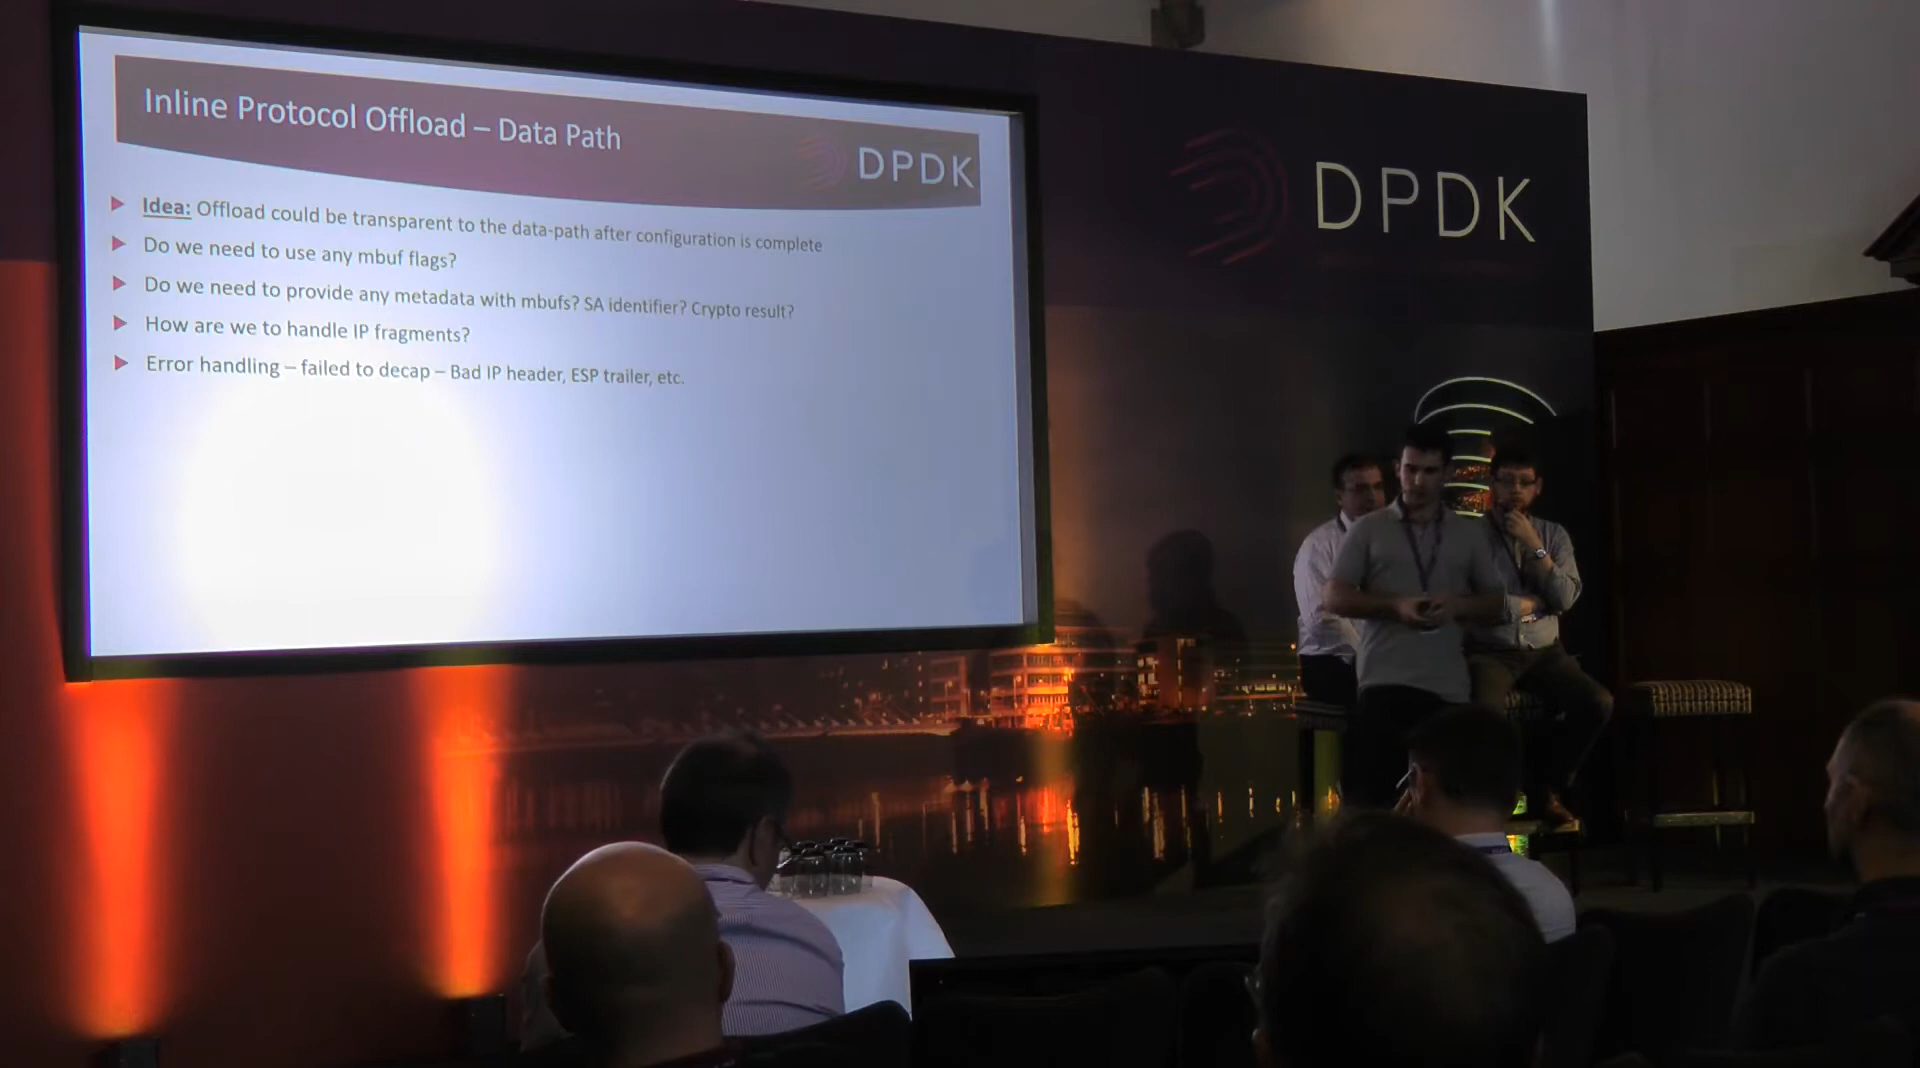 Inline Protocol Offload – Data Path
DPDK
Idea: Offload could be transparent to the data-path after configuration is complete
Do we need to use any mbuf flags?
Do we need to provide any metadata with mbufs? SA identifier? Crypto result?
How are we to handle IP fragments?
Error handling – failed to decap – Bad IP header, ESP trailer, etc.
DPDK